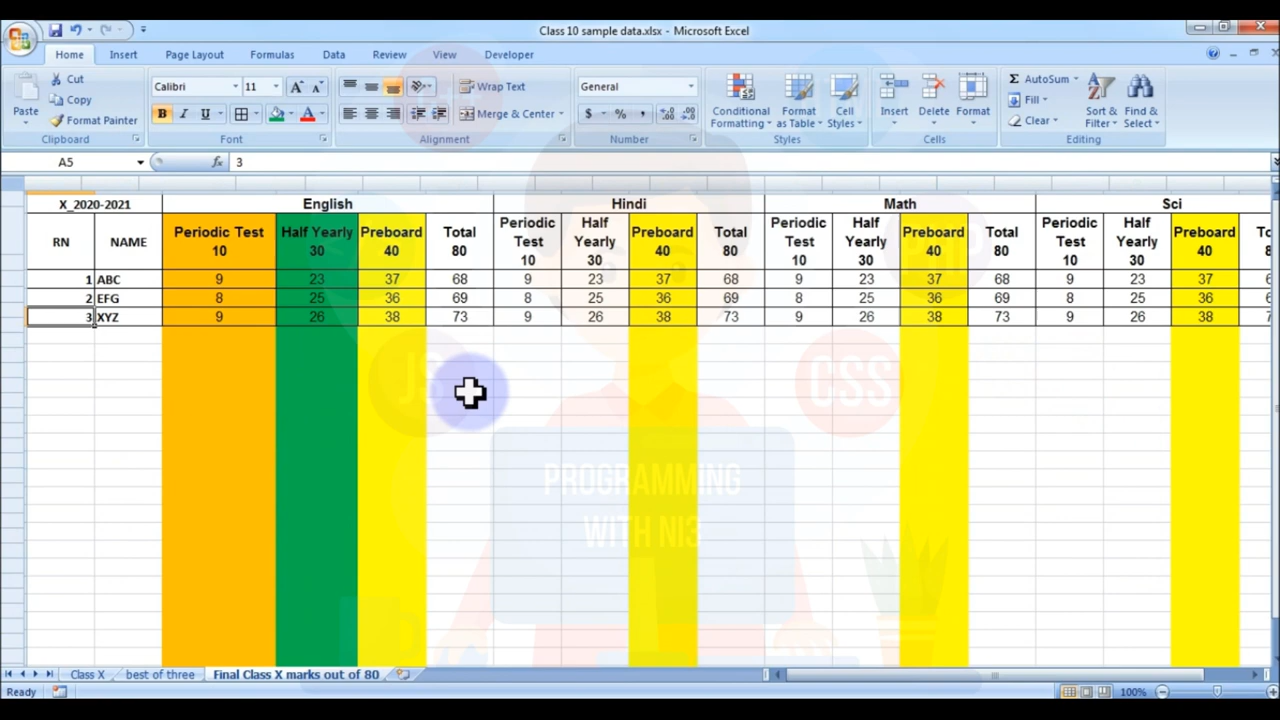 Class 10 sample data.xlsx - Microsoft Excel
Home Insert Page Layout Formulas Data Review View Developer
Paste Cut Calibri 11 Wrap Text General Conditional Formatting Format as Table Cell Styles Insert Delete Format AutoSum Sort & Filter Find & Select
Copy Fill
Format Painter B I U A Merge & Center $ % , Clear
Clipboard Font Alignment Number Styles Cells Editing
A5 fx 3
X_2020-2021 English Hindi Math Sci
RN NAME Periodic Test 10 Half Yearly 30 Preboard 40 Total 80 Periodic Test 10 Half Yearly 30 Preboard 40 Total 80 Periodic Test 10 Half Yearly 30 Preboard 40 Total 80 Periodic Test 10 Half Yearly 30 Preboard 40
1 ABC 9 23 37 68 9 23 37 68 9 23 37 68 9 23 37
2 EFG 8 25 36 69 8 25 36 69 8 25 36 69 8 25 36
3 XYZ 9 26 38 73 9 26 38 73 9 26 38 73 9 26 38
JS CSS PHP
PROGRAMMING
WITH NI3
Class X best of three Final Class X marks out of 80
Ready 100%